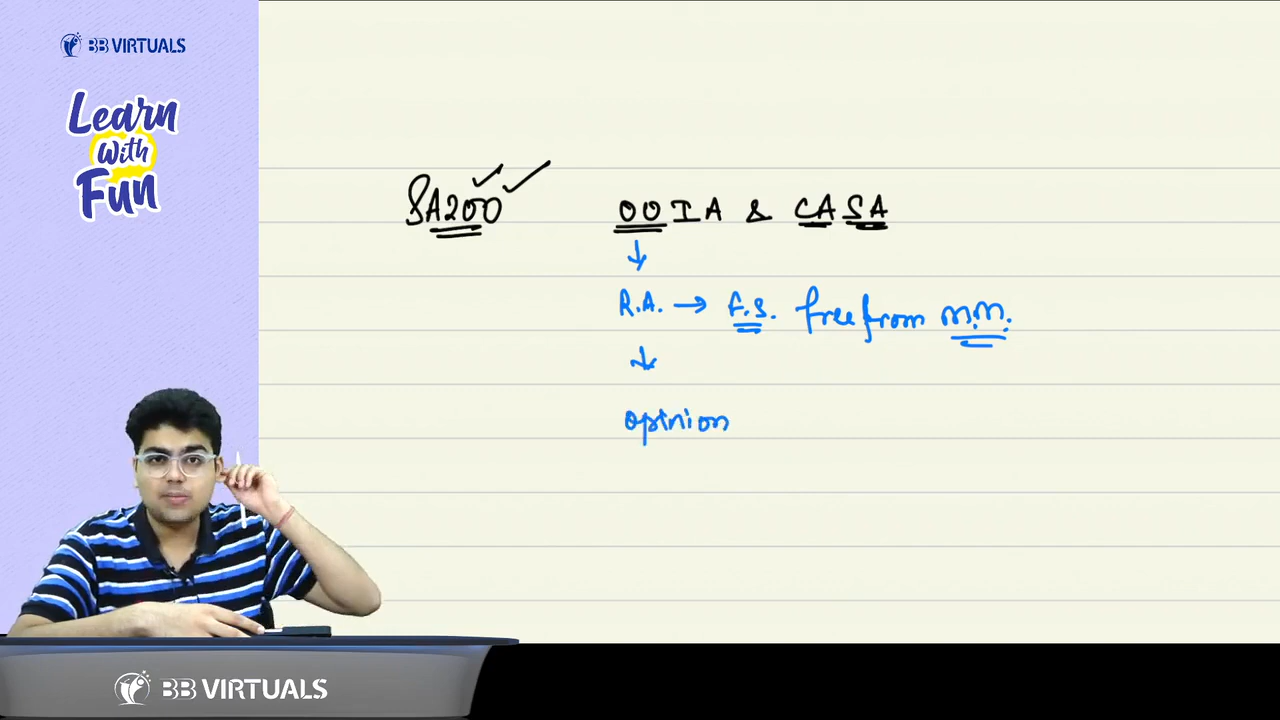 BB VIRTUALS
Learn
with
Fun
SA200 OOIA & CASA
R.A. → F.S. free from m.m.
opinion
BB VIRTUALS